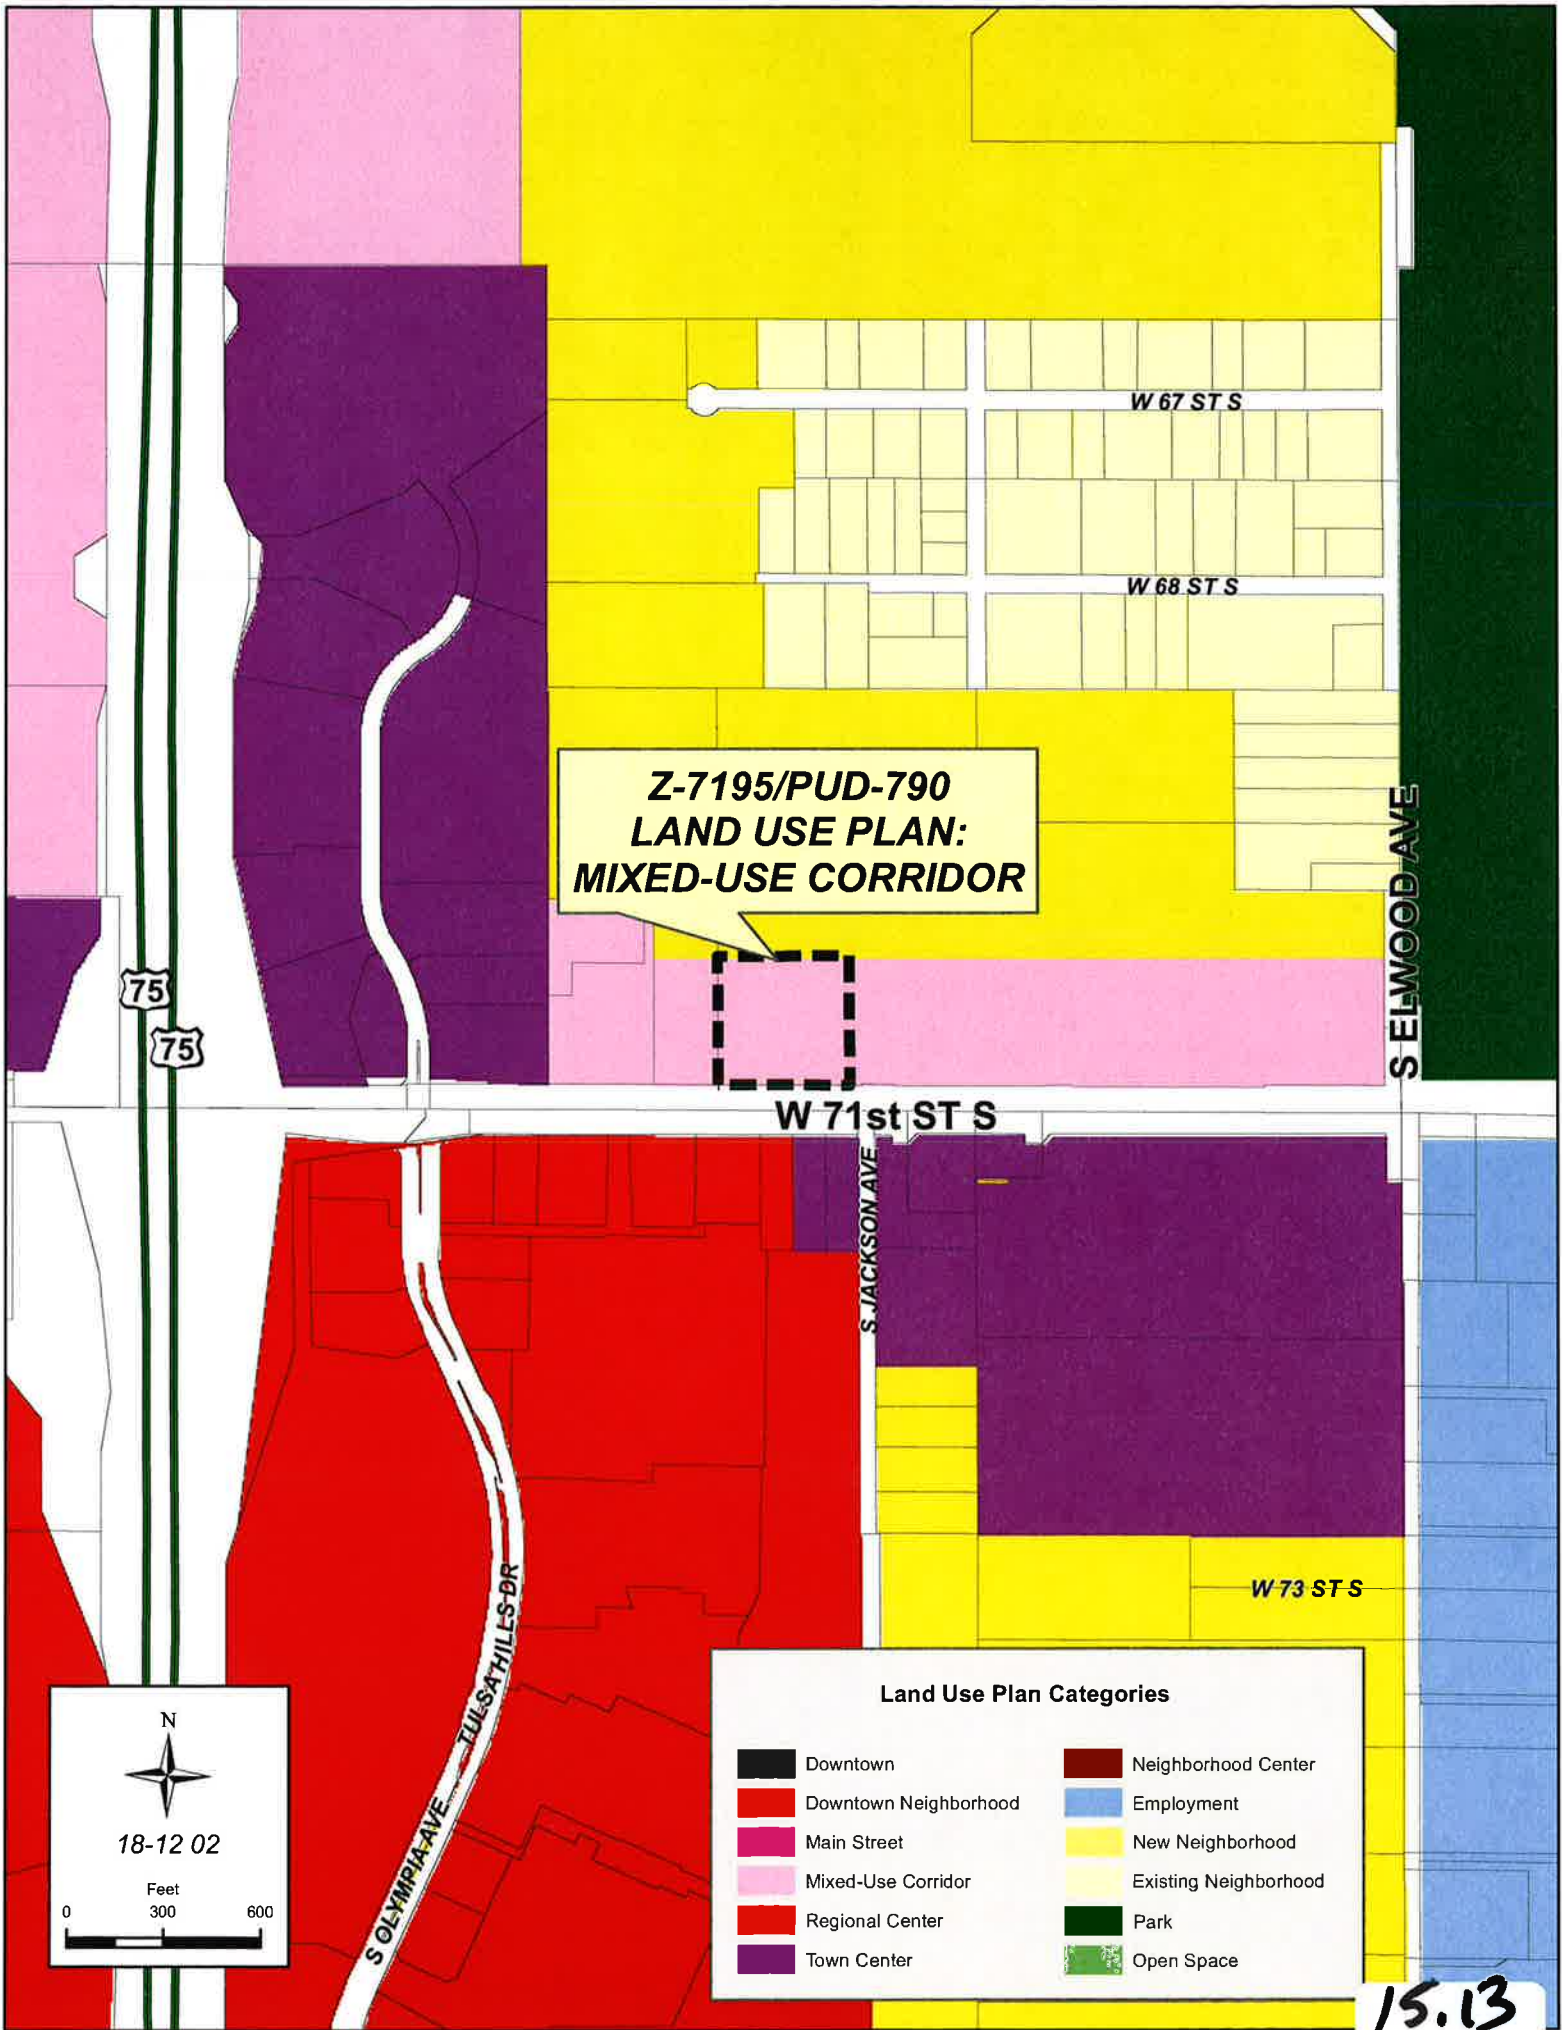 W 67 ST S
W 68 ST S
Z-7195/PUD-790
LAND USE PLAN:
MIXED-USE CORRIDOR
S ELWOOD AVE
75
75
W 71st ST S
S JACKSON AVE
W 73 ST S
TULSA HILLS DR
S OLYMPIA AVE
N
18-12 02
Feet
0 300 600
Land Use Plan Categories
Downtown
Downtown Neighborhood
Main Street
Mixed-Use Corridor
Regional Center
Town Center
Neighborhood Center
Employment
New Neighborhood
Existing Neighborhood
Park
Open Space
15.13